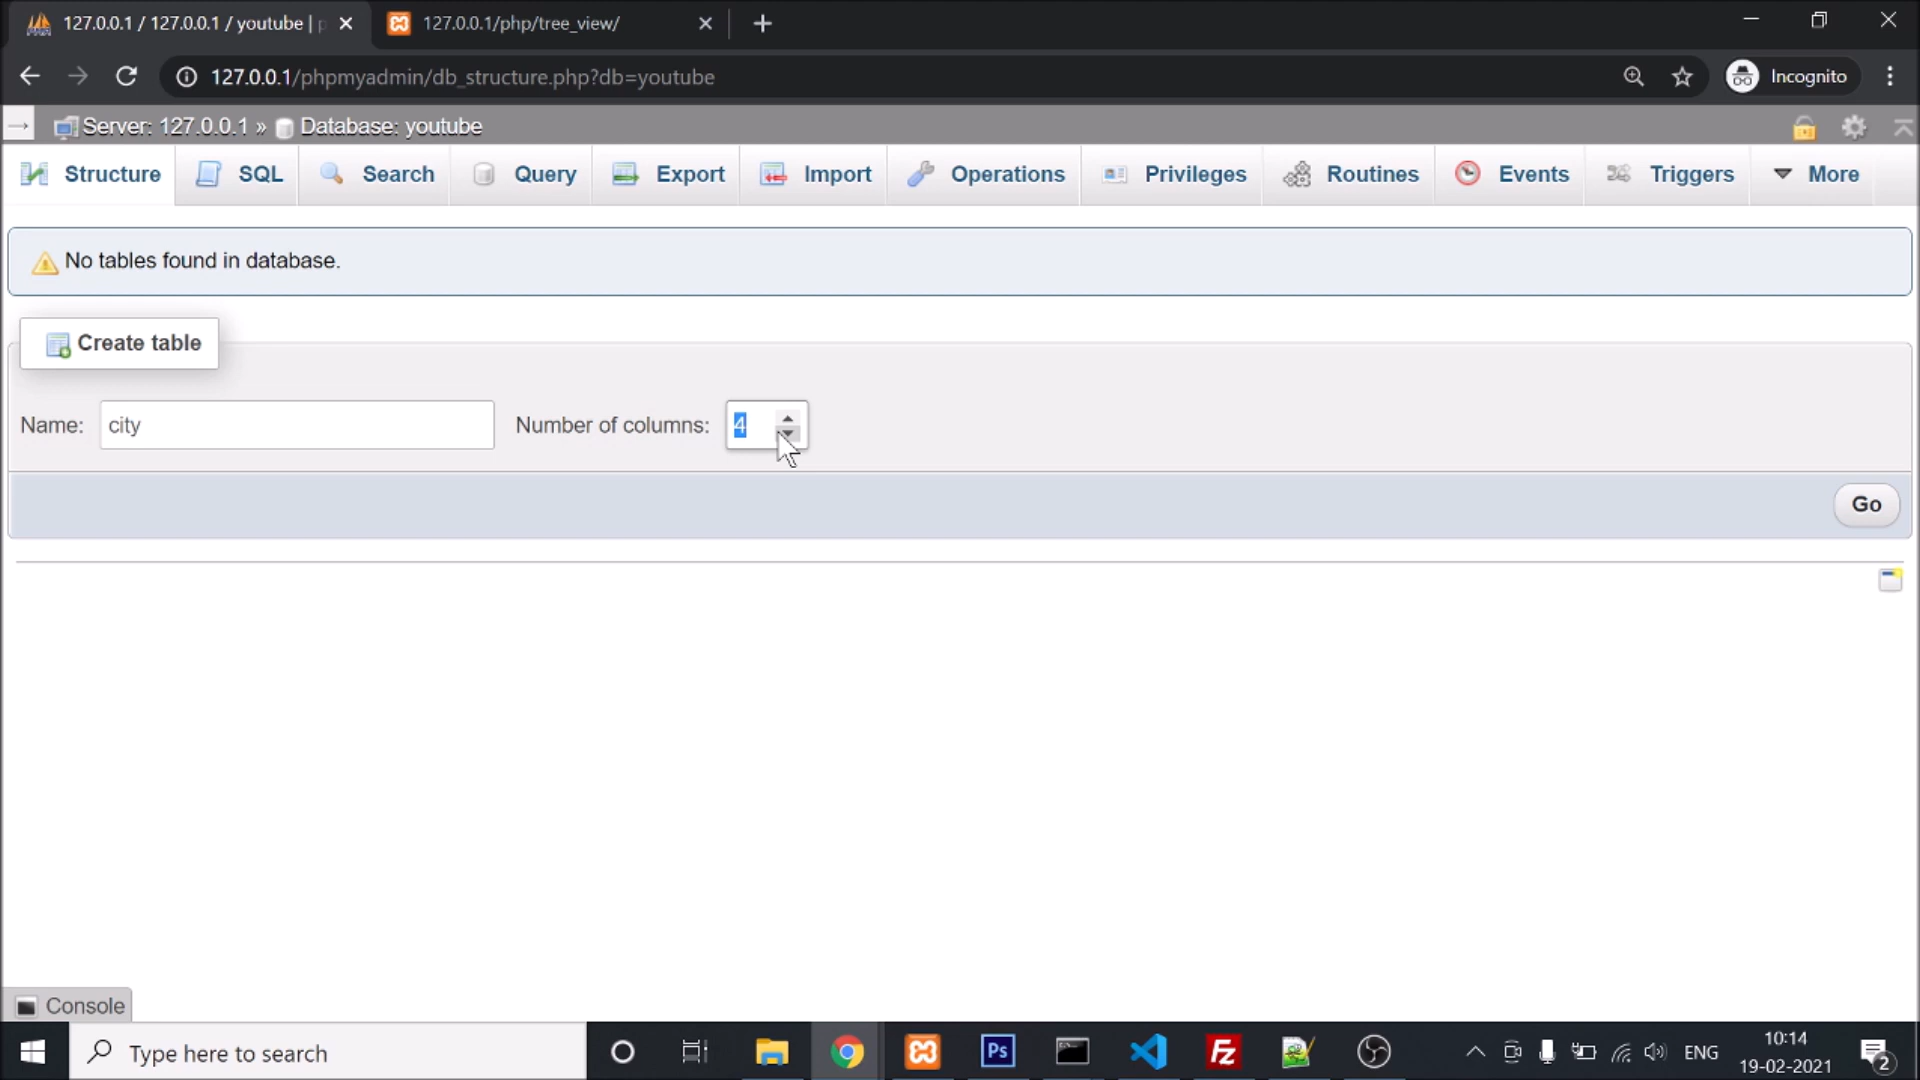 127.0.0.1 / 127.0.0.1 / youtube |
127.0.0.1/php/tree_view/
127.0.0.1/phpmyadmin/db_structure.php?db=youtube
Incognito
Server: 127.0.0.1 » Database: youtube
Structure SQL Search Query Export Import Operations Privileges Routines Events Triggers More
No tables found in database.
Create table
Name: city Number of columns: 4
Go
Console
Type here to search
Ps
Fz
ENG
10:14
19-02-2021
2